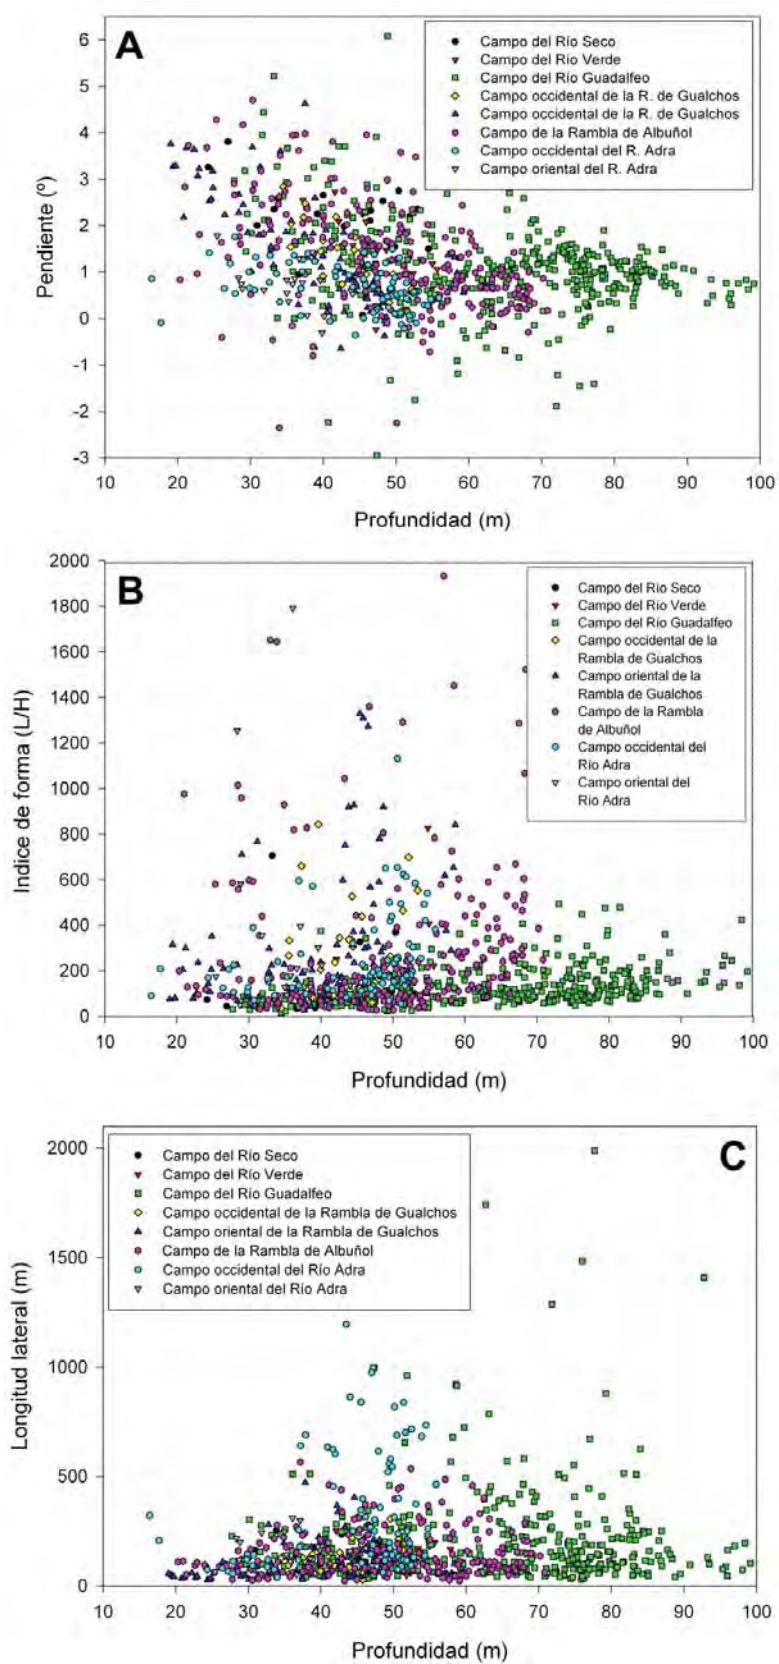 A
Campo del Río Seco
Campo del Río Verde
Campo del Río Guadalfeo
Campo occidental de la R. de Gualchos
Campo occidental de la R. de Gualchos
Campo de la Rambla de Albuñol
Campo occidental del R. Adra
Campo oriental del R. Adra
Pendiente (º)
6
5
4
3
2
1
0
-1
-2
-3
10 20 30 40 50 60 70 80 90 100
Profundidad (m)
B
Campo del Río Seco
Campo del Río Verde
Campo del Río Guadalfeo
Campo occidental de la
Rambla de Gualchos
Campo oriental de la
Rambla de Gualchos
Campo de la Rambla
de Albuñol
Campo occidental del
Río Adra
Campo oriental del
Río Adra
Indice de forma (L/H)
2000
1800
1600
1400
1200
1000
800
600
400
200
0
10 20 30 40 50 60 70 80 90 100
Profundidad (m)
C
Campo del Río Seco
Campo del Río Verde
Campo del Río Guadalfeo
Campo occidental de la Rambla de Gualchos
Campo oriental de la Rambla de Gualchos
Campo de la Rambla de Albuñol
Campo occidental del Río Adra
Campo oriental del Río Adra
Longitud lateral (m)
2000
1500
1000
500
0
10 20 30 40 50 60 70 80 90 100
Profundidad (m)